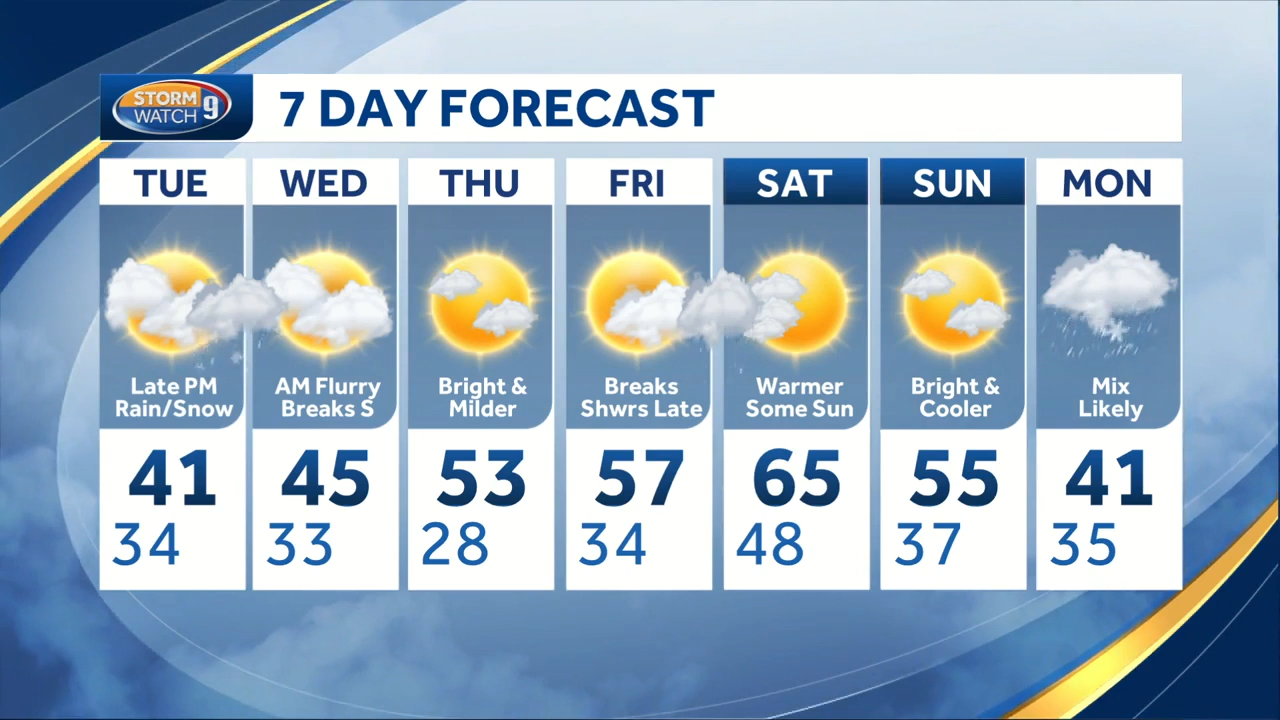 STORM
WATCH 9
7 DAY FORECAST
TUE
WED
THU
FRI
SAT
SUN
MON
Late PM
Rain/Snow
AM Flurry
Breaks S
Bright &
Milder
Breaks
Shwrs Late
Warmer
Some Sun
Bright &
Cooler
Mix
Likely
41
45
53
57
65
55
41
34
33
28
34
48
37
35